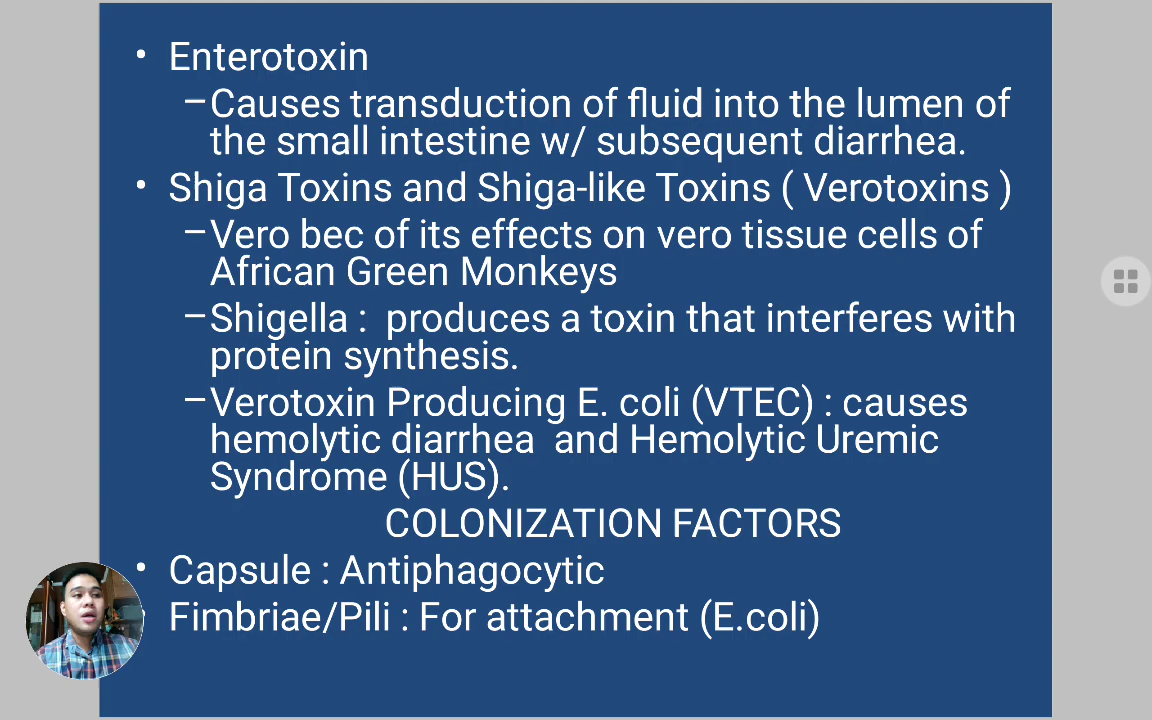 • Enterotoxin
–Causes transduction of fluid into the lumen of
the small intestine w/ subsequent diarrhea.
• Shiga Toxins and Shiga-like Toxins ( Verotoxins )
–Vero bec of its effects on vero tissue cells of
African Green Monkeys
–Shigella :  produces a toxin that interferes with
protein synthesis.
–Verotoxin Producing E. coli (VTEC) : causes
hemolytic diarrhea  and Hemolytic Uremic
Syndrome (HUS).
COLONIZATION FACTORS
• Capsule : Antiphagocytic
Fimbriae/Pili : For attachment (E.coli)